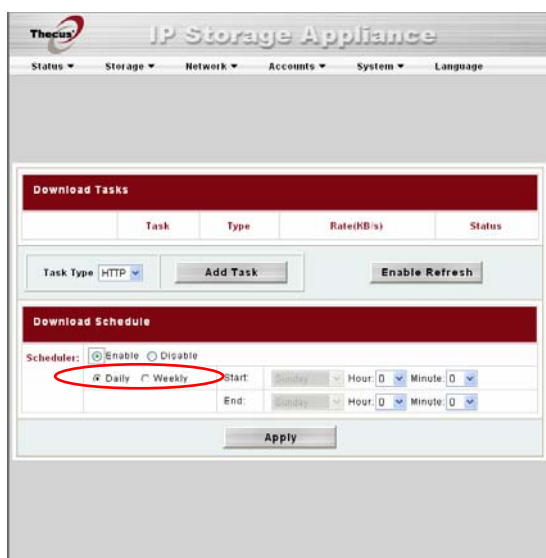 Thecus IP Storage Appliance
Status Storage Network Accounts System Language
Download Tasks
Task Type Rate(KB/s) Status
Task Type HTTP Add Task Enable Refresh
Download Schedule
Scheduler: Enable Disable
Daily Weekly Start: Sunday Hour: 0 Minute: 0
End: Sunday Hour: 0 Minute: 0
Apply